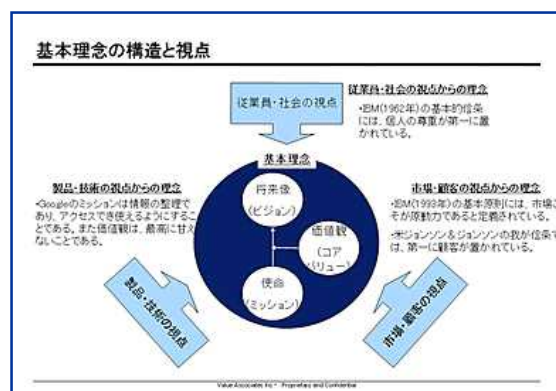 基本理念の構造と視点
従業員・社会の視点
従業員・社会の視点からの理念
・IBM(1962年)の基本的信条
には、個人の尊重が第一に置
かれている。
基本理念
将来像
(ビジョン)
価値観
(コア
バリュー)
使命
(ミッション)
製品・技術の視点からの理念
・Googleのミッションは情報の整理で
あり、アクセスでき使えるようにするこ
とである。また価値観は、最高に甘え
ないことである。
市場・顧客の視点からの理念
・IBM(1993年)の基本原則には、市場こ
そが原動力であると定義されている。
・米ジョンソン&ジョンソンの我が信条で
は、第一に顧客が置かれている。
製品・技術の視点
市場・顧客の視点
Value Associates Inc Proprietary and Confidential